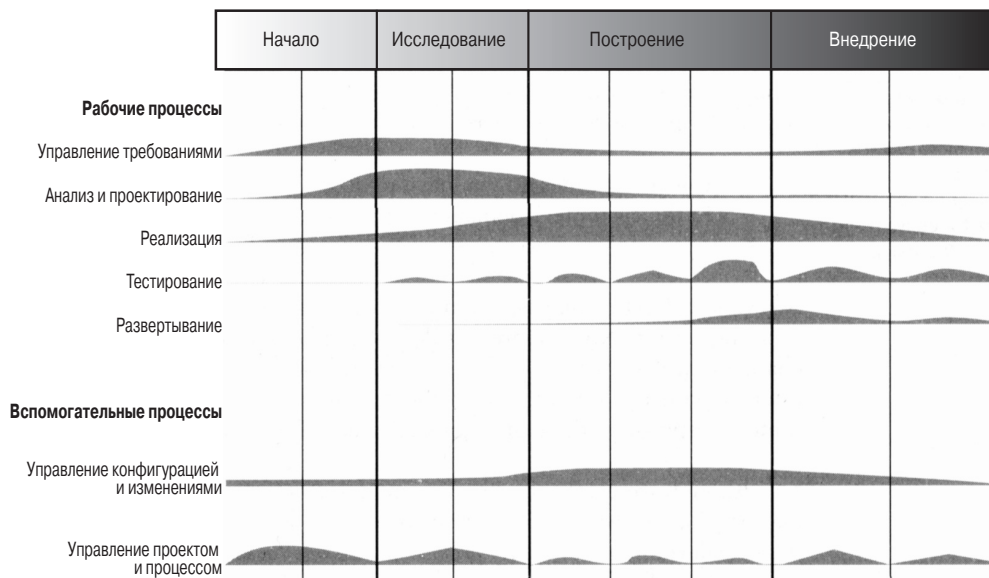 Начало Исследование Построение Внедрение
Рабочие процессы
Управление требованиями
Анализ и проектирование
Реализация
Тестирование
Развертывание
Вспомогательные процессы
Управление конфигурацией
и изменениями
Управление проектом
и процессом